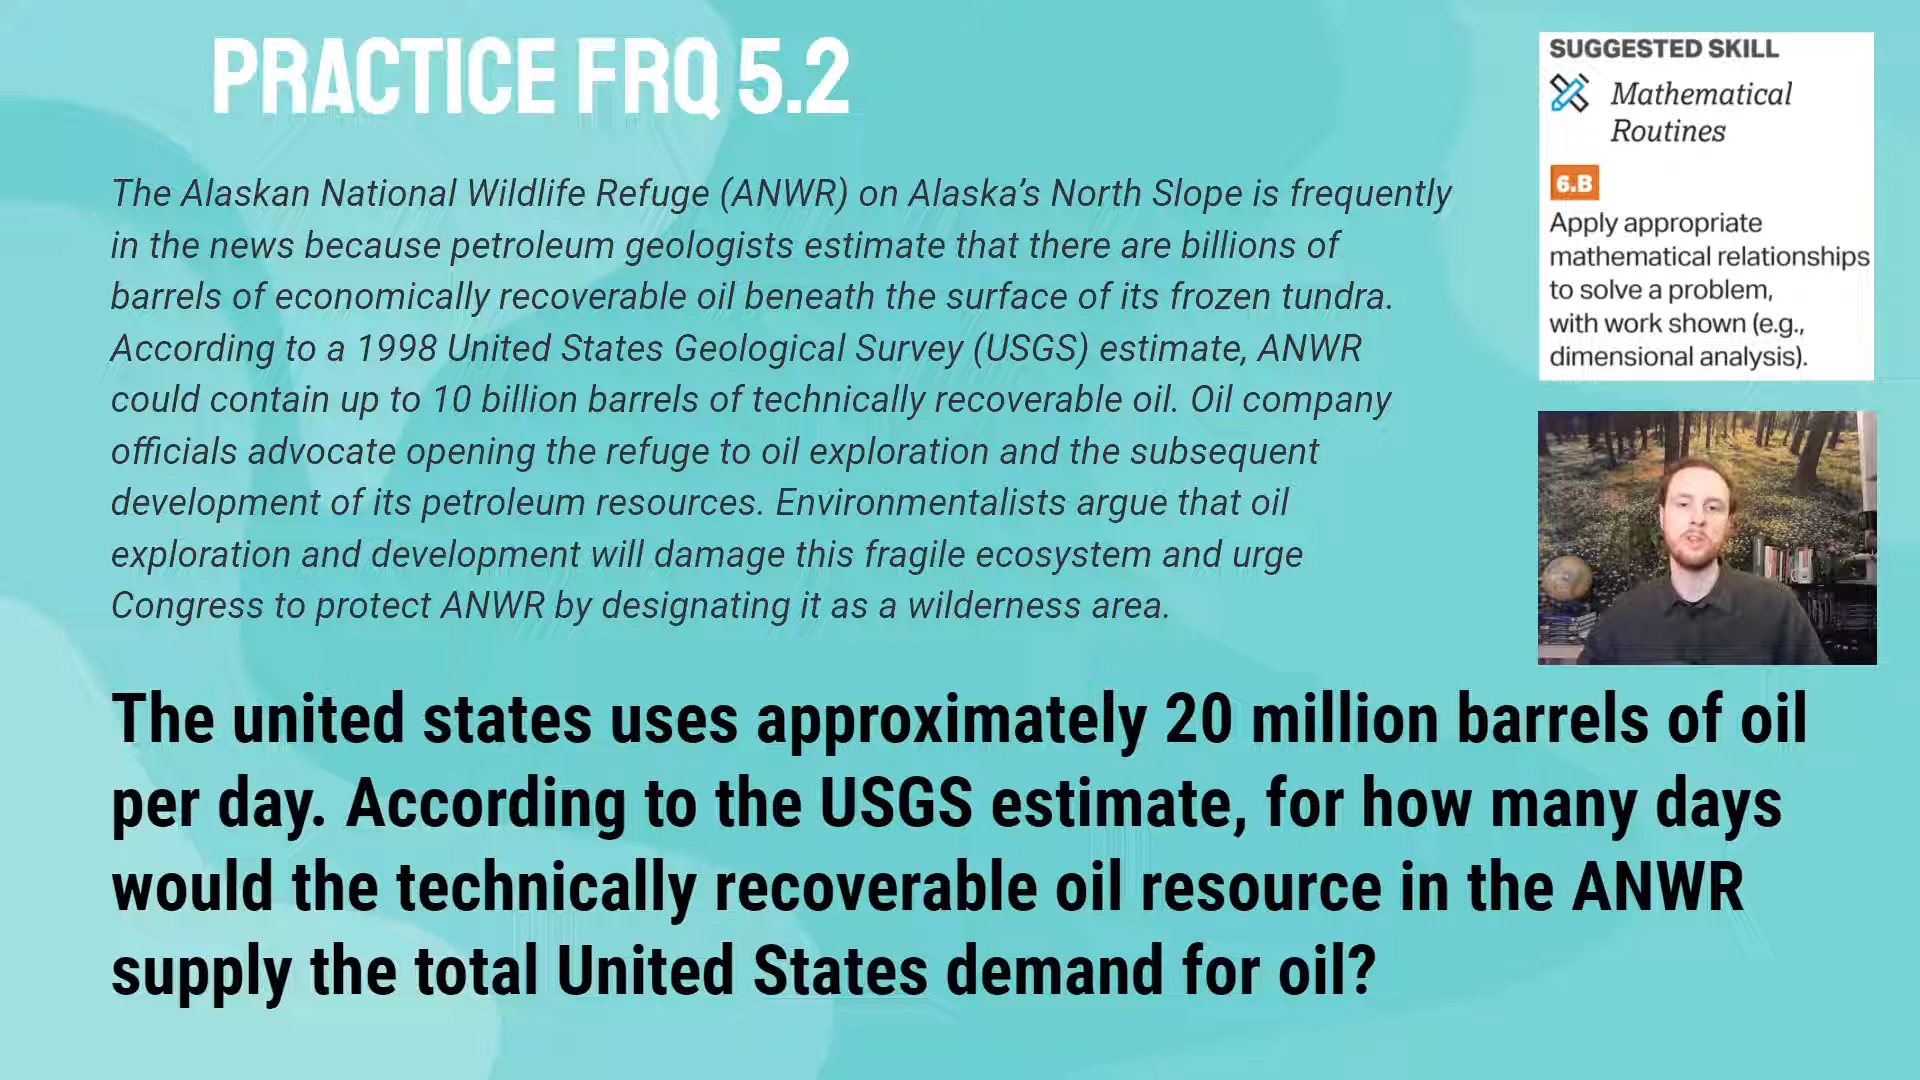 PRACTICE FRQ 5.2
The Alaskan National Wildlife Refuge (ANWR) on Alaska's North Slope is frequently
in the news because petroleum geologists estimate that there are billions of
barrels of economically recoverable oil beneath the surface of its frozen tundra.
According to a 1998 United States Geological Survey (USGS) estimate, ANWR
could contain up to 10 billion barrels of technically recoverable oil. Oil company
officials advocate opening the refuge to oil exploration and the subsequent
development of its petroleum resources. Environmentalists argue that oil
exploration and development will damage this fragile ecosystem and urge
Congress to protect ANWR by designating it as a wilderness area.
The united states uses approximately 20 million barrels of oil
per day. According to the USGS estimate, for how many days
would the technically recoverable oil resource in the ANWR
supply the total United States demand for oil?
SUGGESTED SKILL
Mathematical
Routines
6.B
Apply appropriate
mathematical relationships
to solve a problem,
with work shown (e.g.,
dimensional analysis).